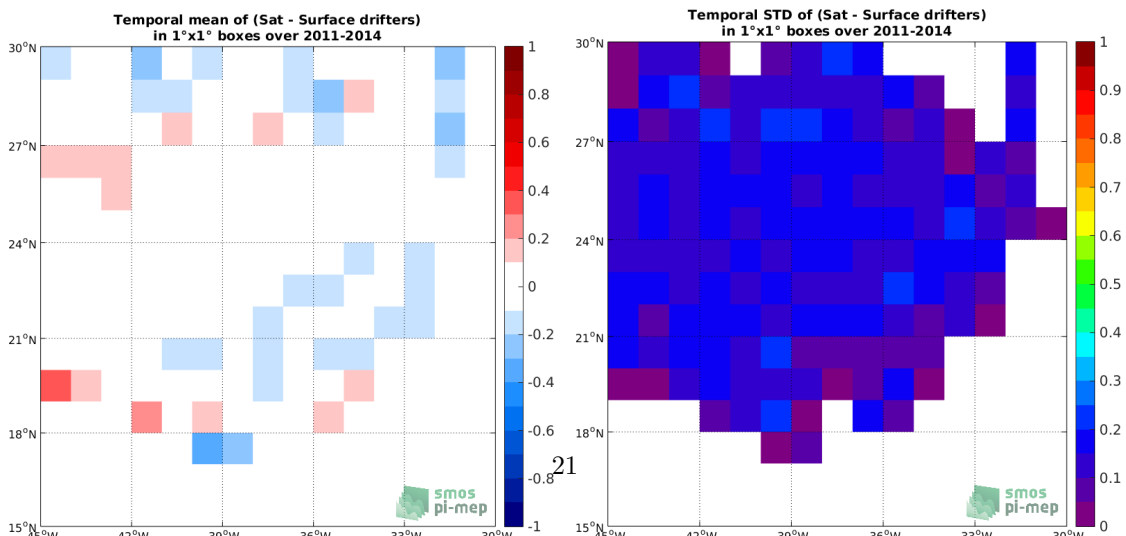 Temporal mean of (Sat - Surface drifters)
in 1°x1° boxes over 2011-2014
30°N
27°N
24°N
21°N
18°N
15°N
45°W
42°W
39°W
36°W
33°W
30°W
1
0.8
0.6
0.4
0.2
0
-0.2
-0.4
-0.6
-0.8
-1
smos
pi-mep
21
Temporal STD of (Sat - Surface drifters)
in 1°x1° boxes over 2011-2014
30°N
27°N
24°N
21°N
18°N
15°N
45°W
42°W
39°W
36°W
33°W
30°W
1
0.9
0.8
0.7
0.6
0.5
0.4
0.3
0.2
0.1
0
smos
pi-mep